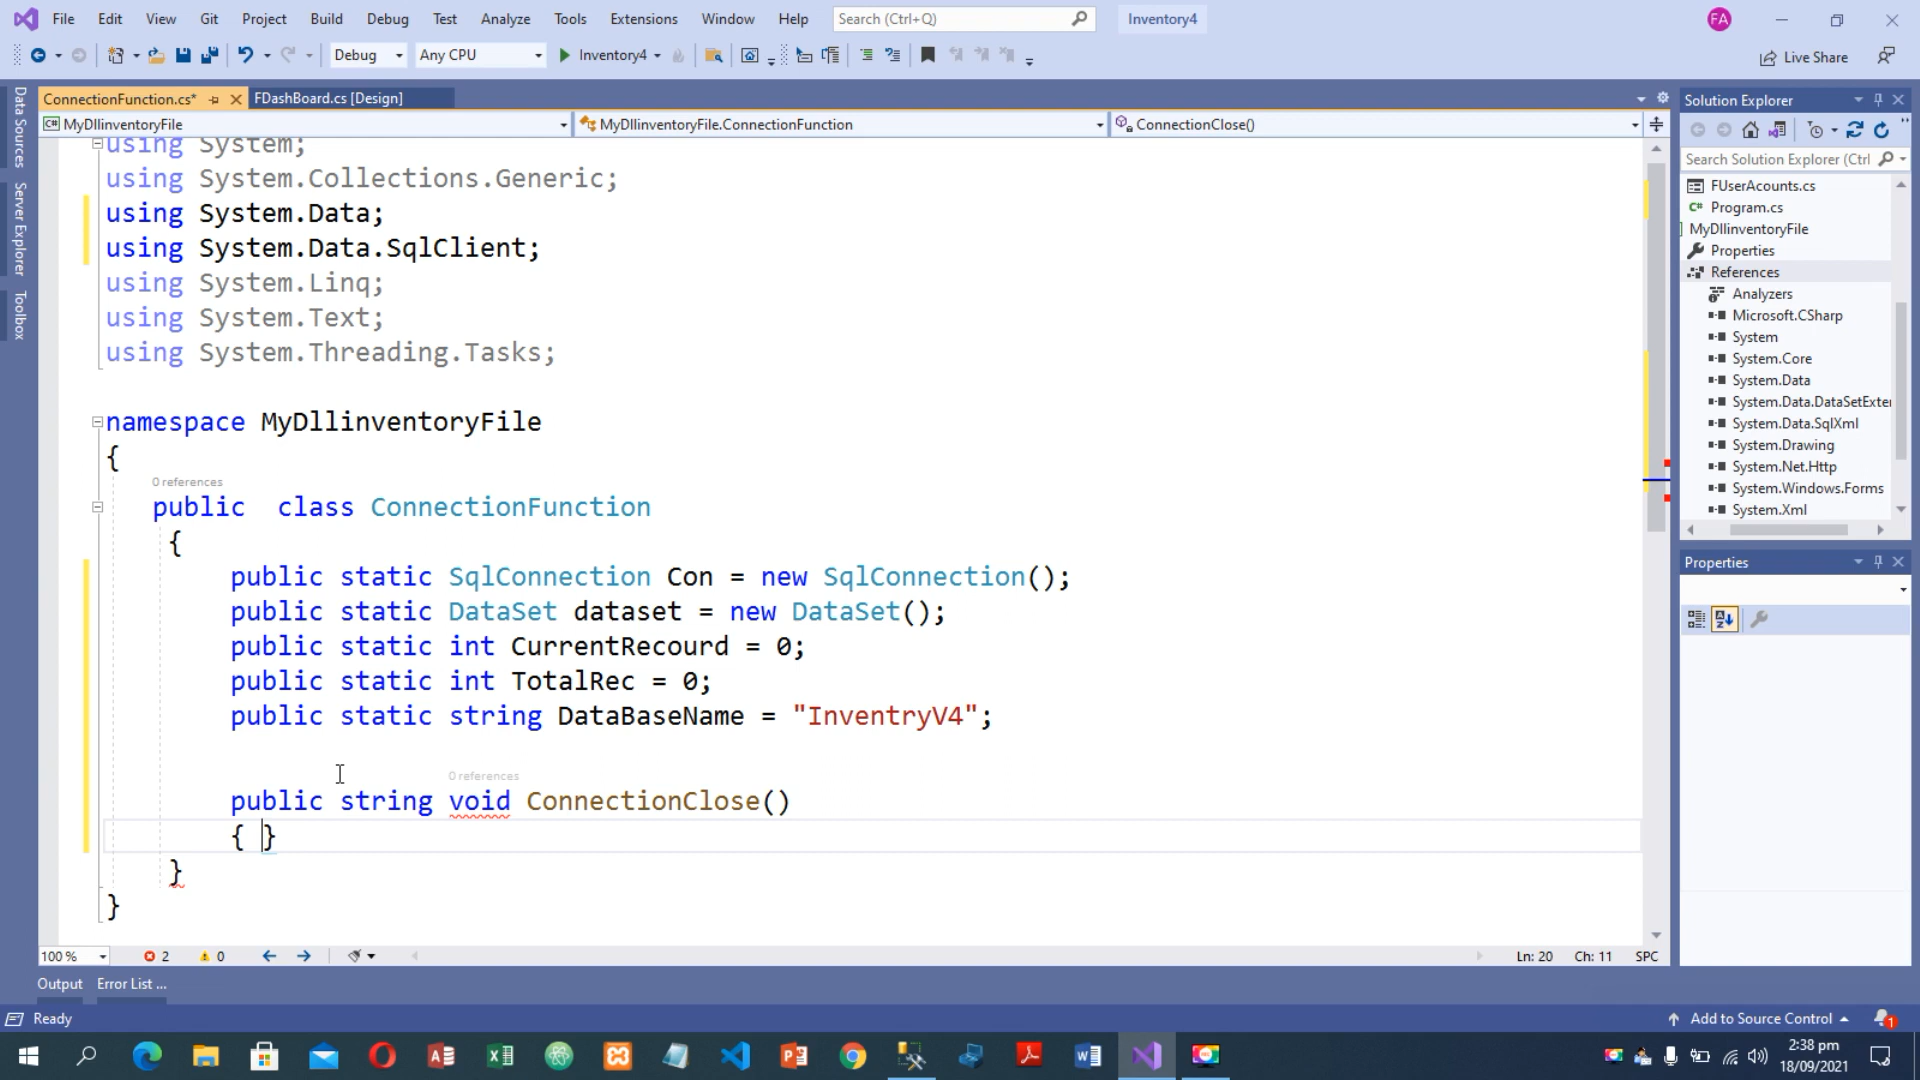 File Edit View Git Project Build Debug Test Analyze Tools Extensions Window Help Search (Ctrl+Q) Inventory4 FA
Debug Any CPU Inventory4 Live Share
ConnectionFunction.cs* FDashBoard.cs [Design]
MyDllinventoryFile MyDllinventoryFile.ConnectionFunction ConnectionClose()
Data Sources
Server Explorer
Toolbox
using System;
using System.Collections.Generic;
using System.Data;
using System.Data.SqlClient;
using System.Linq;
using System.Text;
using System.Threading.Tasks;
namespace MyDllinventoryFile
{
0 references
public  class ConnectionFunction
{
public static SqlConnection Con = new SqlConnection();
public static DataSet dataset = new DataSet();
public static int CurrentRecourd = 0;
public static int TotalRec = 0;
public static string DataBaseName = "InventryV4";
0 references
public string void ConnectionClose()
{ }
}
}
100 % 2 0 Ln: 20 Ch: 11 SPC
Solution Explorer
Search Solution Explorer (Ctrl
FUserAcounts.cs
C# Program.cs
MyDllinventoryFile
Properties
References
Analyzers
Microsoft.CSharp
System
System.Core
System.Data
System.Data.DataSetExter
System.Data.SqlXml
System.Drawing
System.Net.Http
System.Windows.Forms
System.Xml
Properties
Output Error List ...
Ready Add to Source Control 1
2:38 pm
18/09/2021